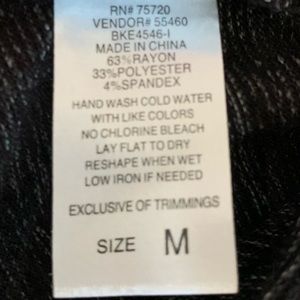 RN# 75720
VENDOR# 55460
BKE4546-I
MADE IN CHINA
63%RAYON
33%POLYESTER
4%SPANDEX
HAND WASH COLD WATER
WITH LIKE COLORS
NO CHLORINE BLEACH
LAY FLAT TO DRY
RESHAPE WHEN WET
LOW IRON IF NEEDED
EXCLUSIVE OF TRIMMINGS
SIZE M